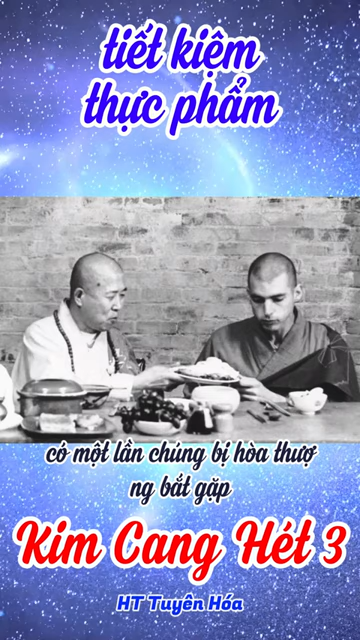 tiết kiệm
thực phẩm
có một lần chúng bị hòa thượ
ng bắt gặp
Kim Cang Hét 3
HT Tuyên Hóa